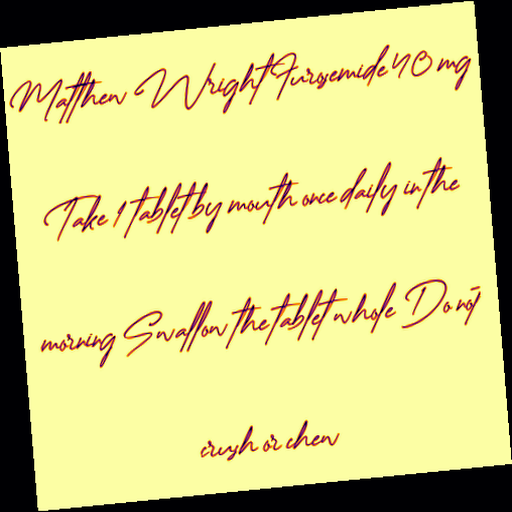 Matthew Wright Furosemide 40 mg
Take 1 tablet by mouth once daily in the
morning Swallow the tablet whole Do not
crush or chew